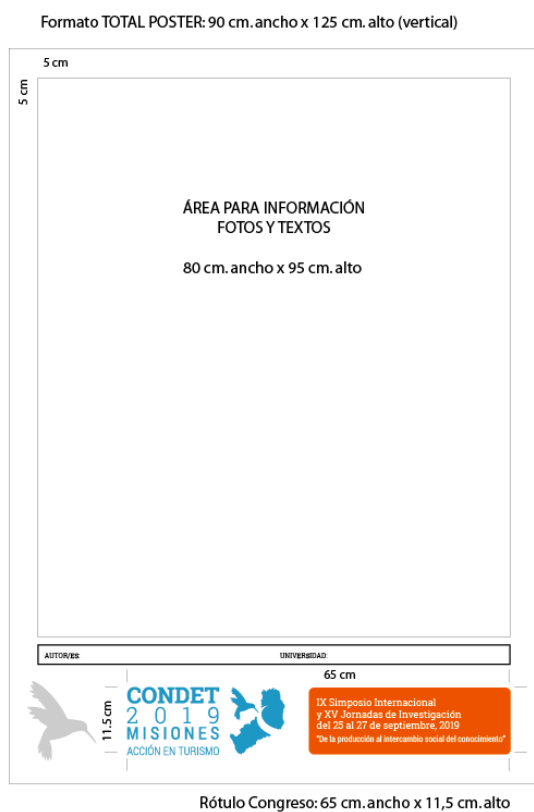 Formato TOTAL POSTER: 90 cm. ancho x 125 cm. alto (vertical)
5 cm
5 cm
ÁREA PARA INFORMACIÓN
FOTOS Y TEXTOS
80 cm. ancho x 95 cm. alto
AUTOR/ES:
UNIVERSIDAD:
65 cm
11.5 cm
CONDET
2019
MISIONES
ACCIÓN EN TURISMO
IX Simposio Internacional
y XV Jornadas de Investigación
del 25 al 27 de septiembre, 2019
"De la producción al intercambio social del conocimiento"
Rótulo Congreso: 65 cm. ancho x 11,5 cm. alto